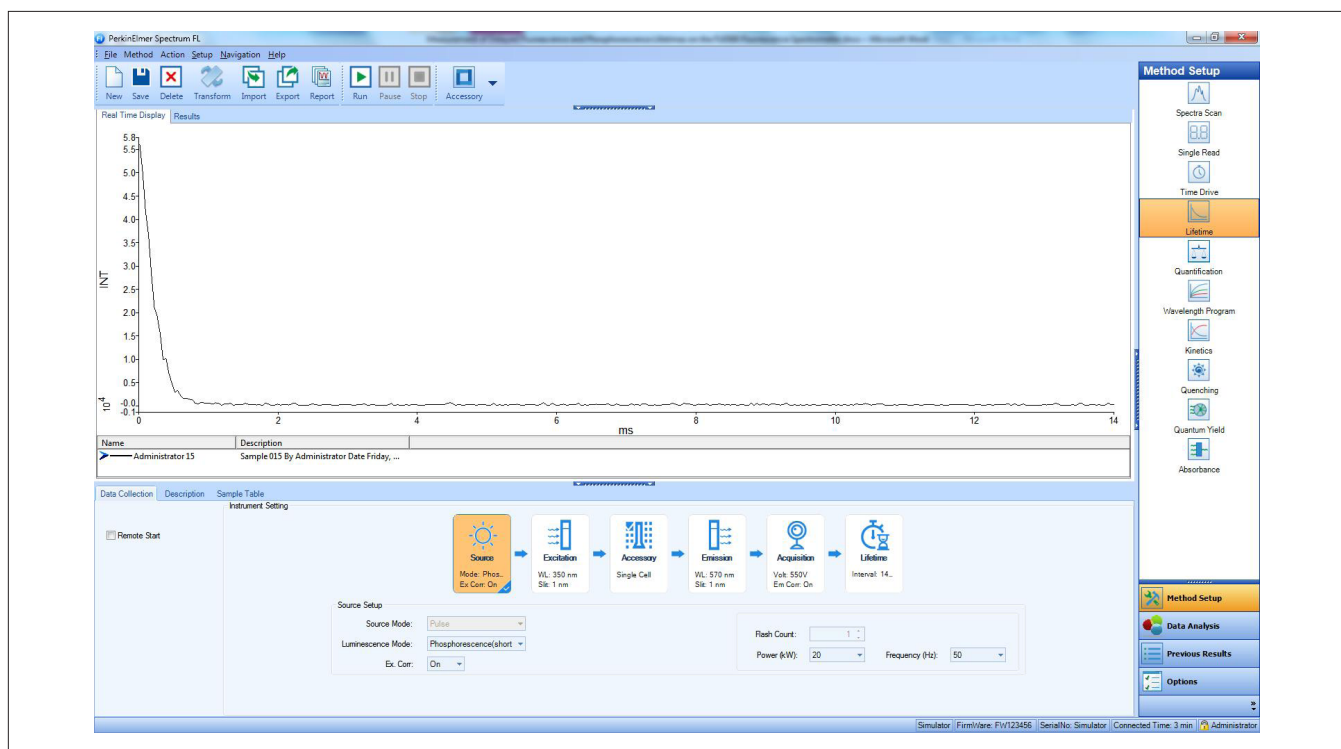 PerkinElmer Spectrum FL
File Method Action Setup Navigation Help
New Save Delete Transform Import Export Report Run Pause Stop Accessory
Real Time Display Results
5.8
5.5
5.0
4.5
4.0
3.5
3.0
2.5
2.0
1.5
1.0
0.5
-0.0
-0.1
INT
10^4
0 2 4 6 8 10 12 14
ms
Name Description
Administrator 15 Sample 015 By Administrator Date Friday, ...
Data Collection Description Sample Table
Instrument Setting
Remote Start
Source Excitation Accessory Emission Acquisition Lifetime
Mode: Phos... WL: 350 nm Single Cell WL: 570 nm Volt: 550V Interval: 14...
Ex Corr: On Slit: 1 nm Slit: 1 nm Em Corr: On
Source Setup
Source Mode: Pulse
Flash Count: 1
Luminescence Mode: Phosphorescence(short
Power (kW): 20 Frequency (Hz): 50
Ex. Corr: On
Method Setup
Spectra Scan
88
Single Read
Time Drive
Lifetime
Quantification
Wavelength Program
Kinetics
Quenching
Quantum Yield
Absorbance
Method Setup
Data Analysis
Previous Results
Options
Simulator FirmWare: FW123456 SerialNo: Simulator Connected Time: 3 min Administrator